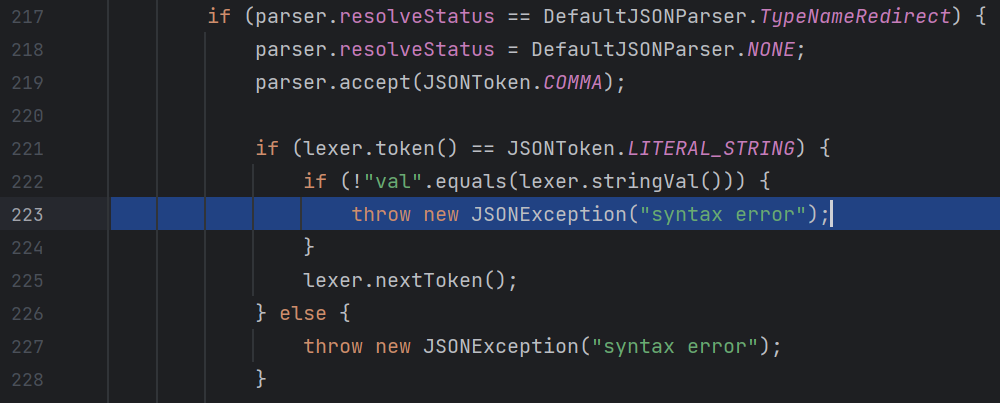 217 if (parser.resolveStatus == DefaultJSONParser.TypeNameRedirect) {
218 parser.resolveStatus = DefaultJSONParser.NONE;
219 parser.accept(JSONToken.COMMA);
220
221 if (lexer.token() == JSONToken.LITERAL_STRING) {
222 if (!"val".equals(lexer.stringVal())) {
223 throw new JSONException("syntax error");
224 }
225 lexer.nextToken();
226 } else {
227 throw new JSONException("syntax error");
228 }